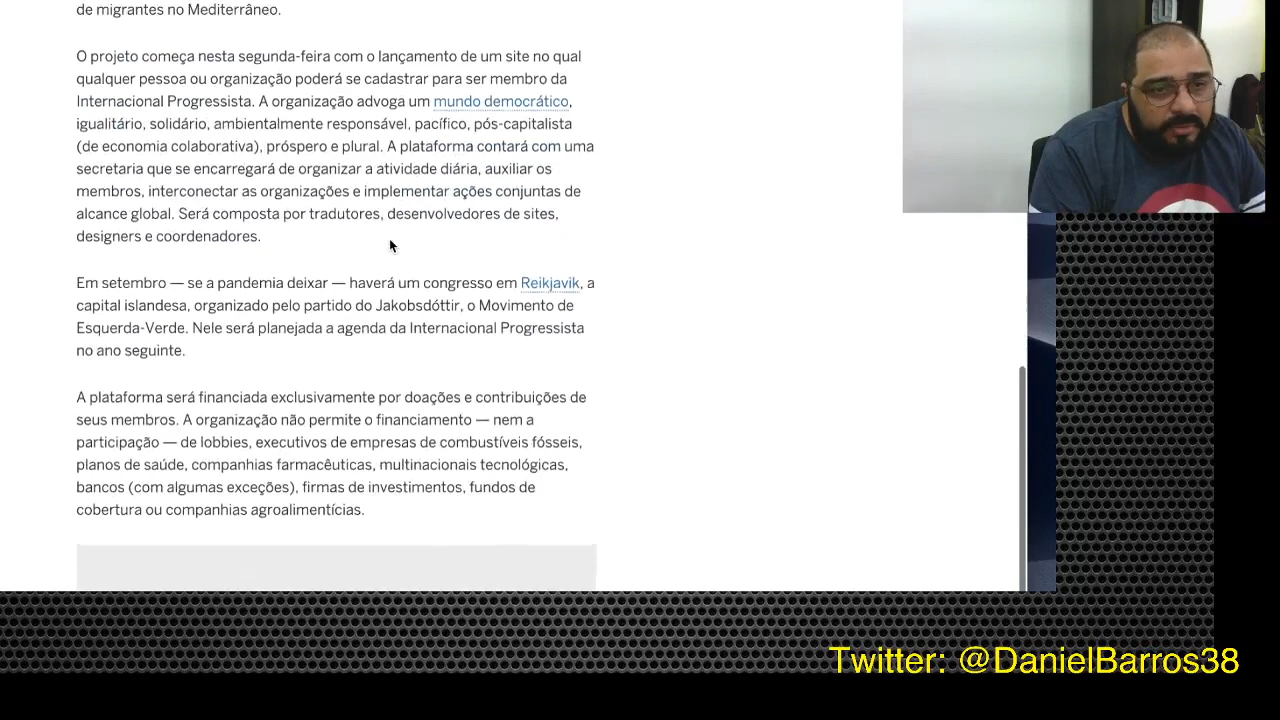 de migrantes no Mediterrâneo.
O projeto começa nesta segunda-feira com o lançamento de um site no qual
qualquer pessoa ou organização poderá se cadastrar para ser membro da
Internacional Progressista. A organização advoga um mundo democrático,
igualitário, solidário, ambientalmente responsável, pacífico, pós-capitalista
(de economia colaborativa), próspero e plural. A plataforma contará com uma
secretaria que se encarregará de organizar a atividade diária, auxiliar os
membros, interconectar as organizações e implementar ações conjuntas de
alcance global. Será composta por tradutores, desenvolvedores de sites,
designers e coordenadores.
Em setembro — se a pandemia deixar — haverá um congresso em Reikjavik, a
capital islandesa, organizado pelo partido do Jakobsdóttir, o Movimento de
Esquerda-Verde. Nele será planejada a agenda da Internacional Progressista
no ano seguinte.
A plataforma será financiada exclusivamente por doações e contribuições de
seus membros. A organização não permite o financiamento — nem a
participação — de lobbies, executivos de empresas de combustíveis fósseis,
planos de saúde, companhias farmacêuticas, multinacionais tecnológicas,
bancos (com algumas exceções), firmas de investimentos, fundos de
cobertura ou companhias agroalimentícias.
Twitter: @DanielBarros38